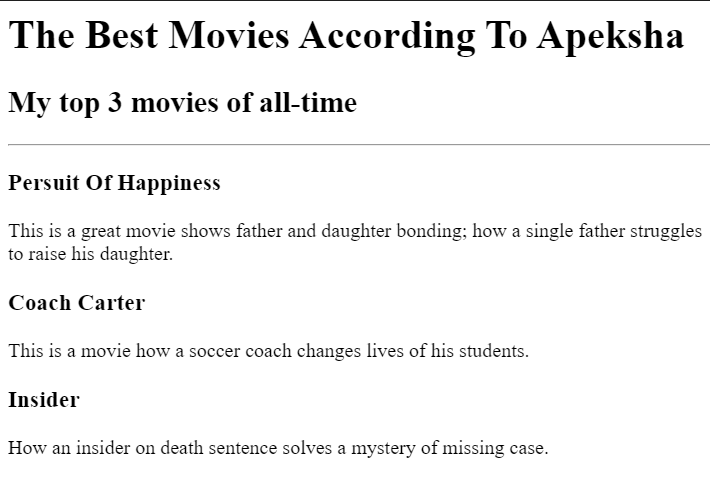 The Best Movies According To Apeksha
My top 3 movies of all-time
Persuit Of Happiness
This is a great movie shows father and daughter bonding; how a single father struggles
to raise his daughter.
Coach Carter
This is a movie how a soccer coach changes lives of his students.
Insider
How an insider on death sentence solves a mystery of missing case.